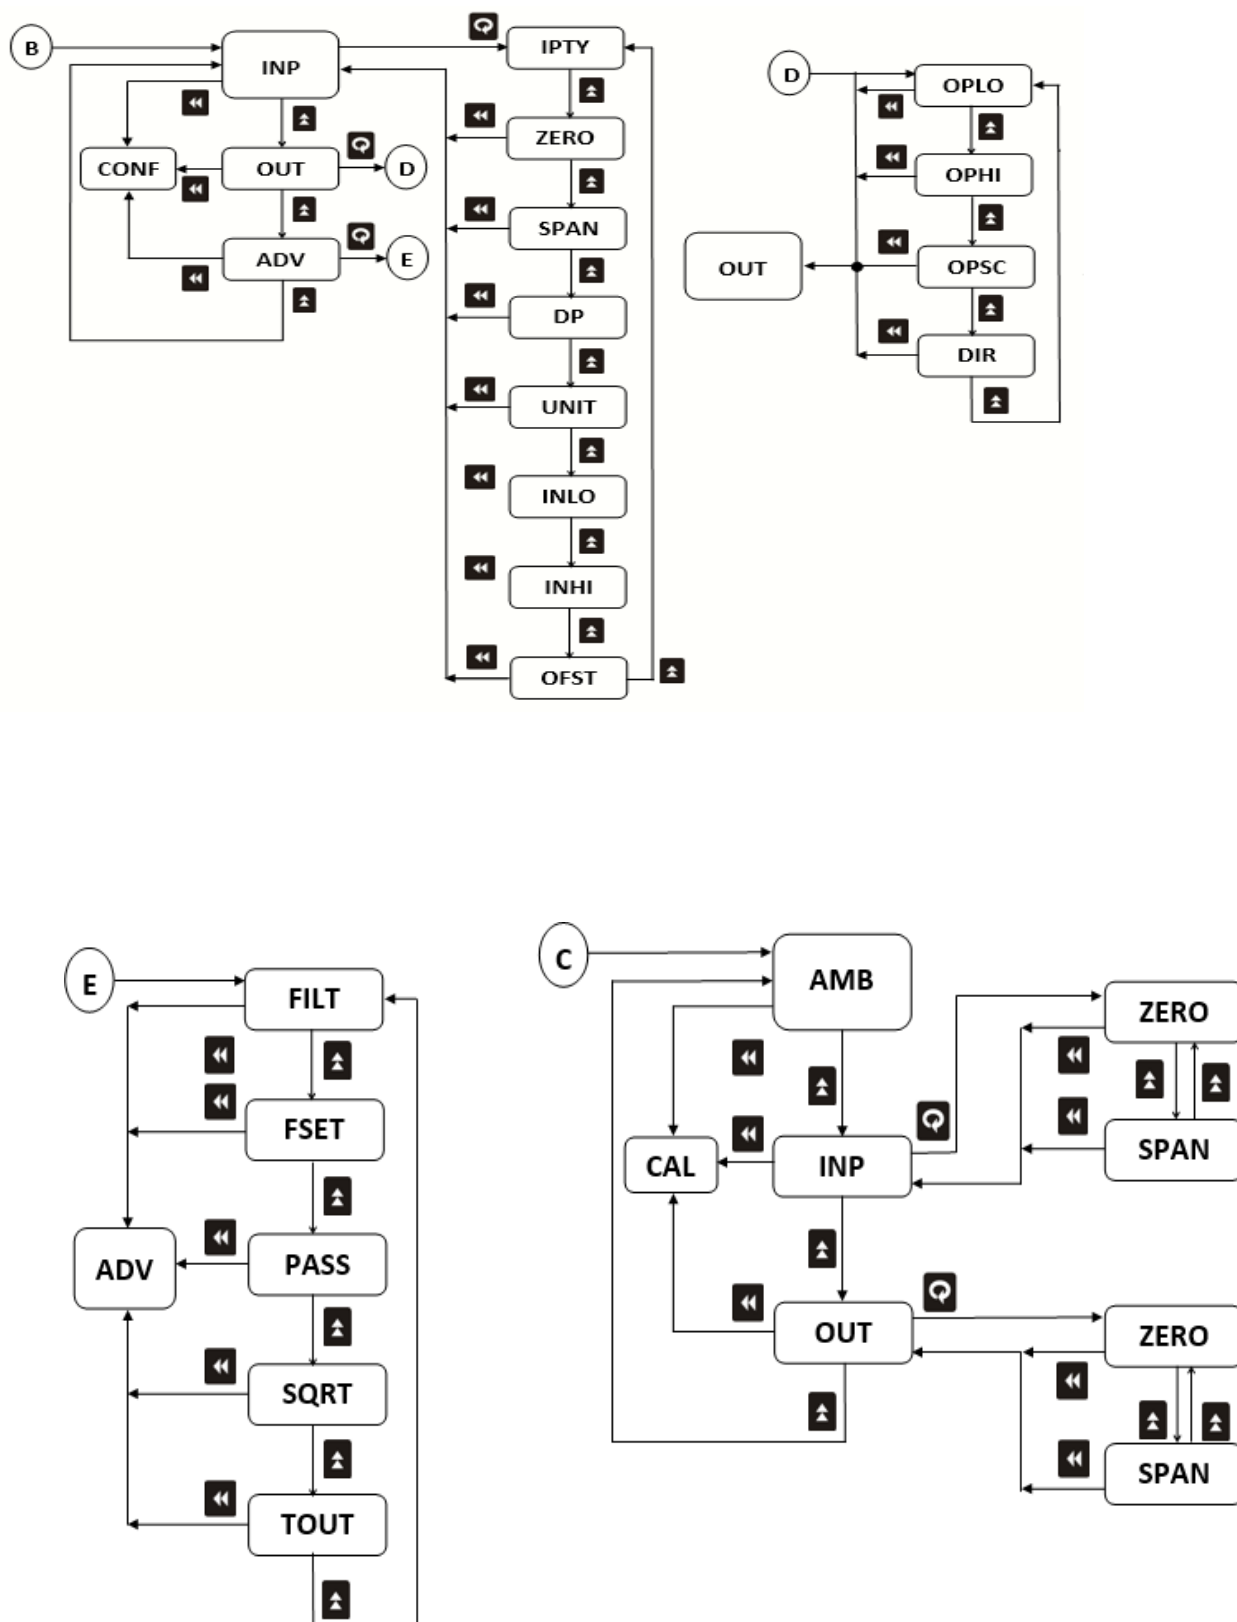 B
INP
CONF
OUT
D
ADV
E
IPTY
ZERO
SPAN
DP
UNIT
INLO
INHI
OFST
D
OPLO
OPHI
OUT
OPSC
DIR
E
FILT
FSET
ADV
PASS
SQRT
TOUT
C
AMB
CAL
INP
OUT
ZERO
SPAN
ZERO
SPAN